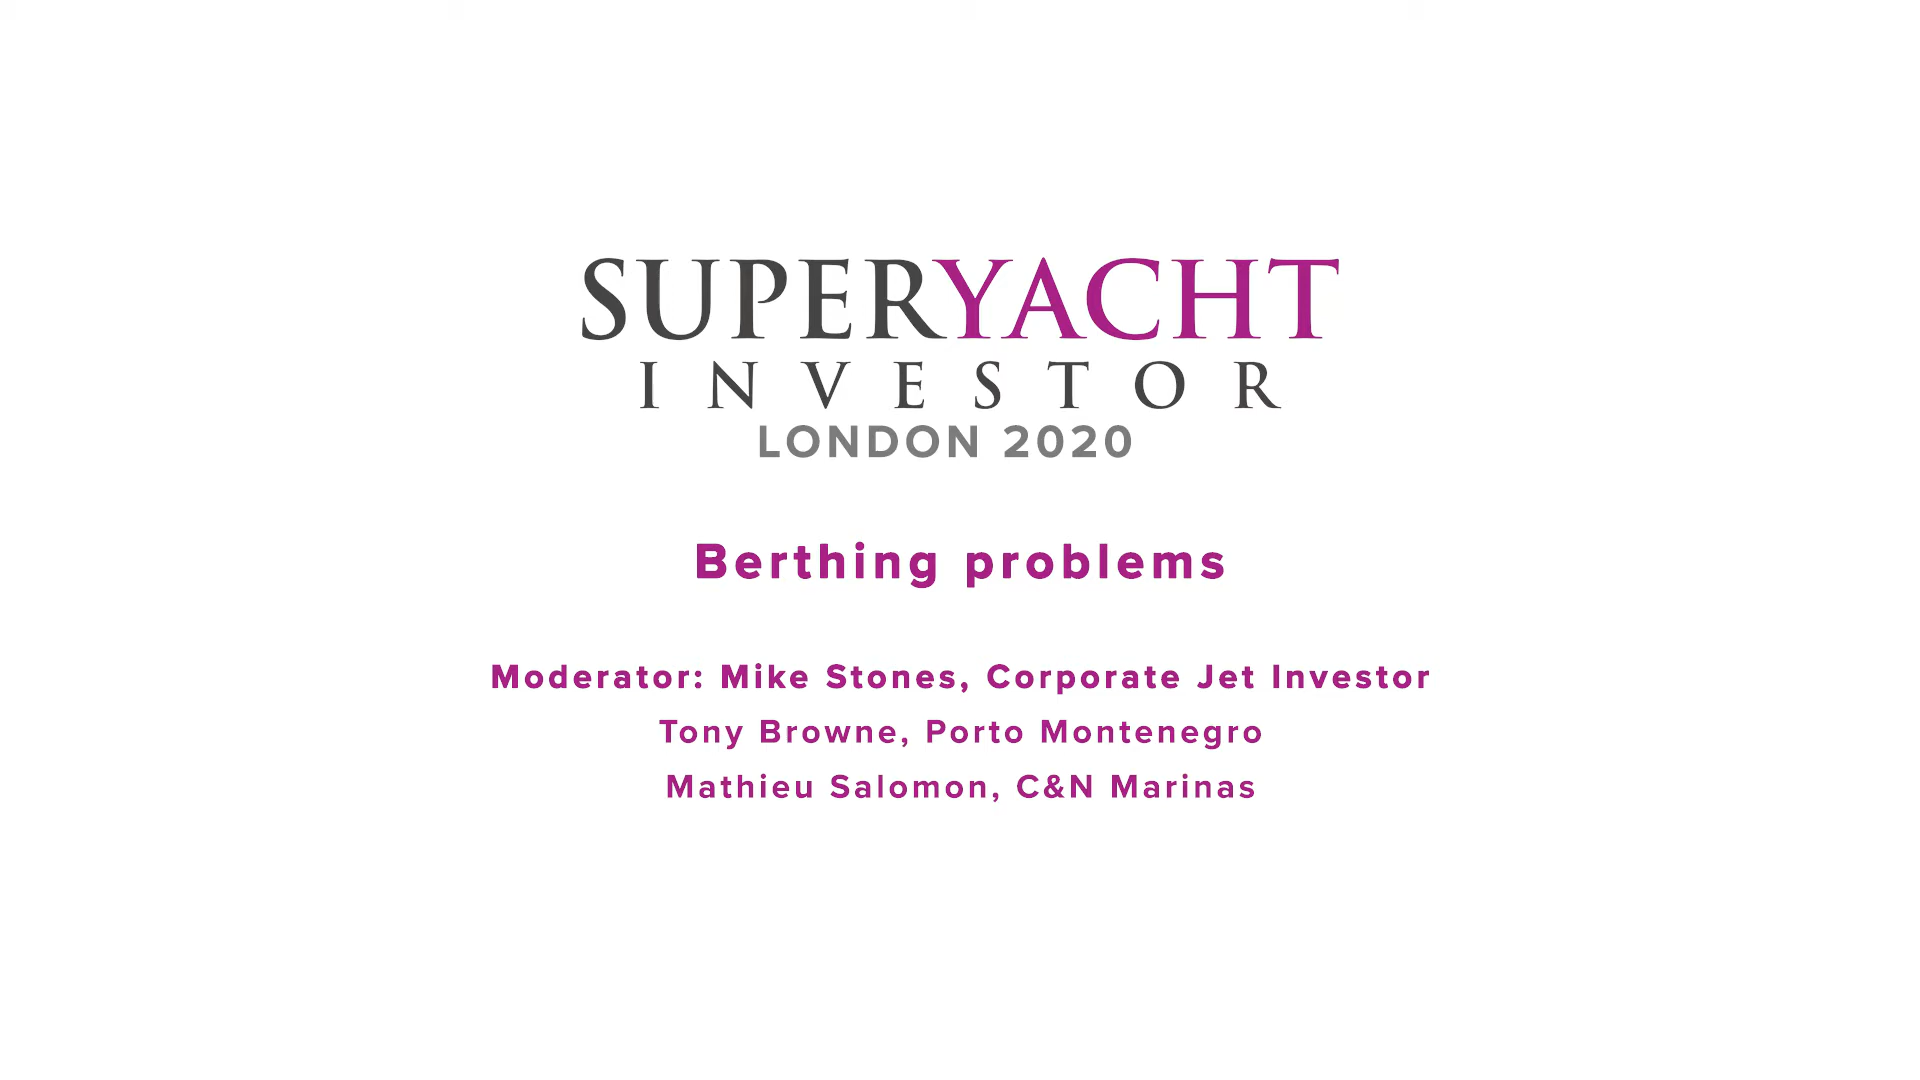 SUPERYACHT
INVESTOR
LONDON 2020
Berthing problems
Moderator: Mike Stones, Corporate Jet Investor
Tony Browne, Porto Montenegro
Mathieu Salomon, C&N Marinas